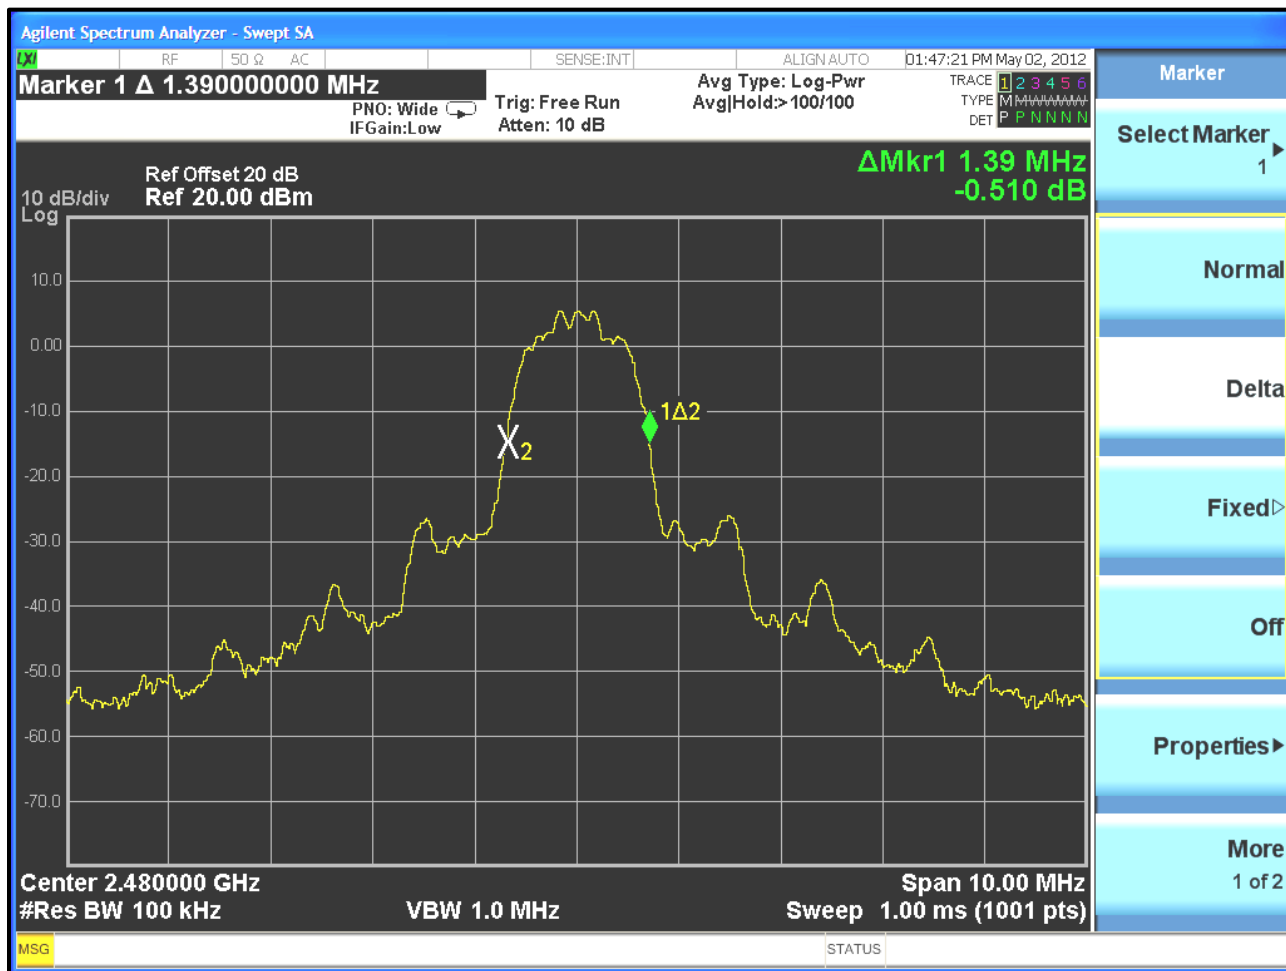 Agilent Spectrum Analyzer - Swept SA
LXI RF 50 Ω AC SENSE:INT ALIGN AUTO 01:47:21 PM May 02, 2012
Marker 1 Δ 1.390000000 MHz
PNO: Wide
IFGain:Low
Trig: Free Run
Atten: 10 dB
Avg Type: Log-Pwr
Avg|Hold:>100/100
TRACE 1 2 3 4 5 6
TYPE M M W W W W W
DET P P N N N N
ΔMkr1 1.39 MHz
-0.510 dB
Ref Offset 20 dB
10 dB/div Ref 20.00 dBm
Log
10.0
0.00
-10.0
-20.0
-30.0
-40.0
-50.0
-60.0
-70.0
1Δ2
X2
Center 2.480000 GHz Span 10.00 MHz
#Res BW 100 kHz VBW 1.0 MHz Sweep 1.00 ms (1001 pts)
MSG STATUS
Marker
Select Marker
1
Normal
Delta
Fixed
Off
Properties
More
1 of 2